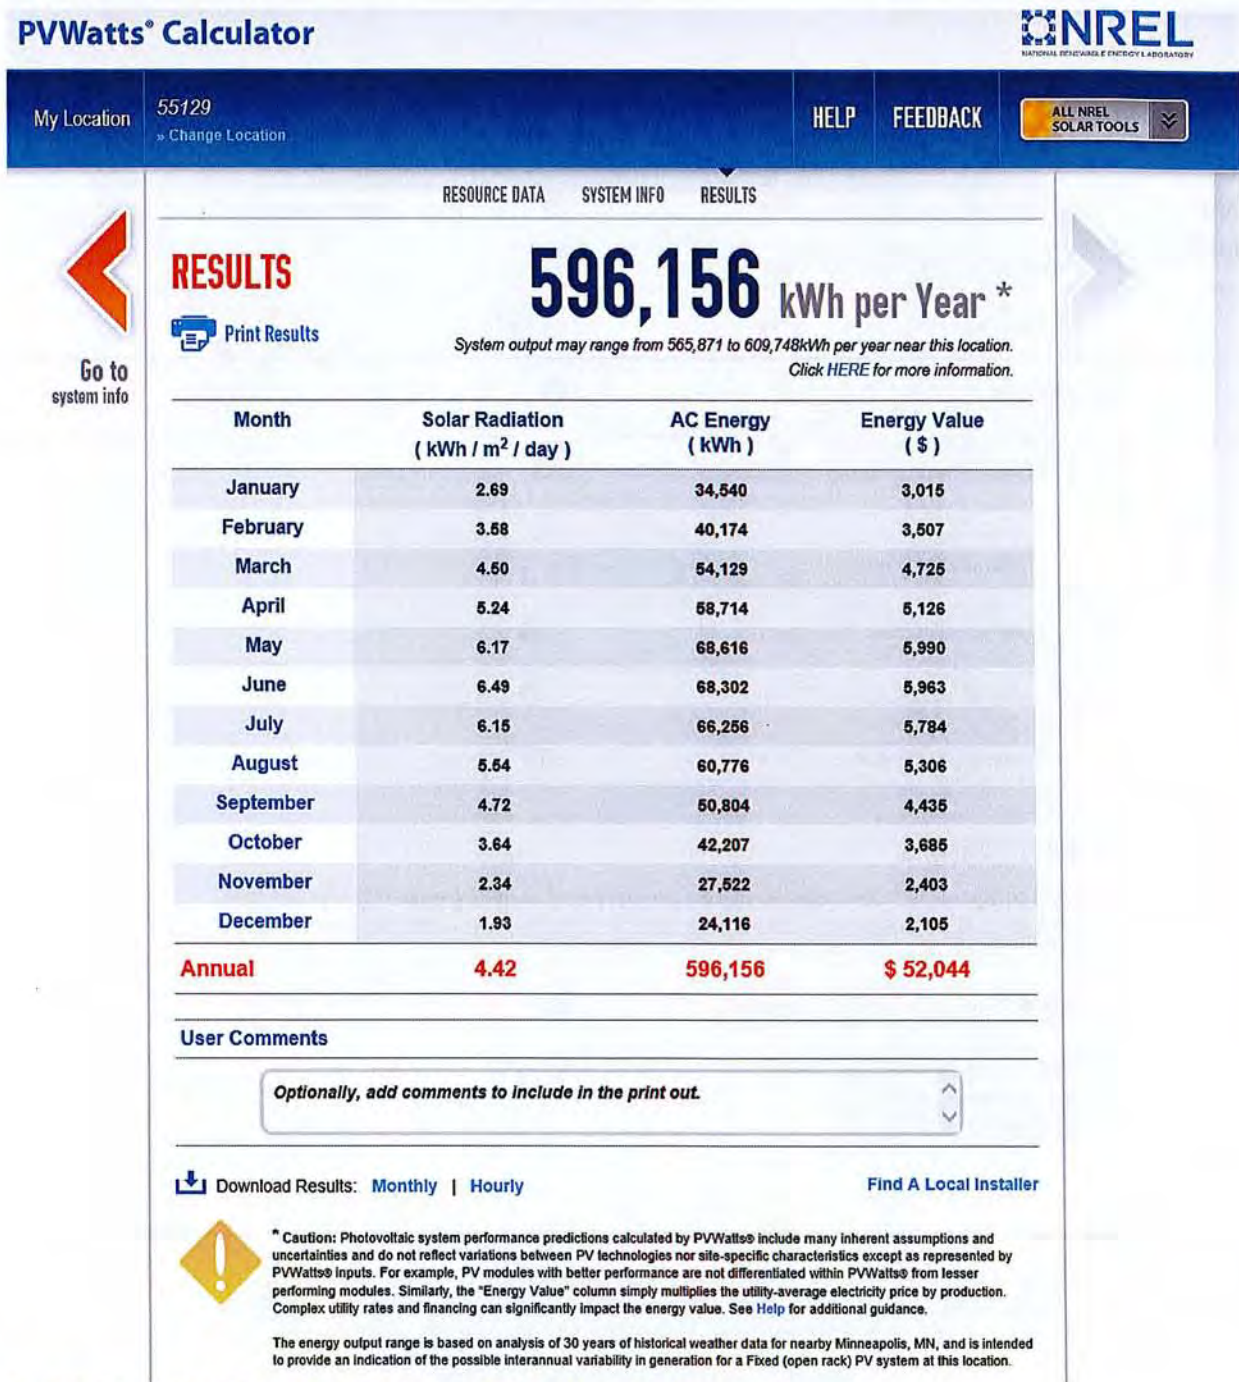 PVWatts® Calculator
NREL
NATIONAL RENEWABLE ENERGY LABORATORY
My Location
55129
» Change Location
HELP
FEEDBACK
ALL NREL
SOLAR TOOLS
RESOURCE DATA SYSTEM INFO RESULTS
RESULTS
596,156 kWh per Year *
Print Results
System output may range from 565,871 to 609,748kWh per year near this location.
Click HERE for more information.
Go to
system info
Month Solar Radiation AC Energy Energy Value
( kWh / m² / day ) ( kWh ) ( $ )
January 2.69 34,540 3,015
February 3.58 40,174 3,507
March 4.50 54,129 4,725
April 5.24 58,714 5,126
May 6.17 68,616 5,990
June 6.49 68,302 5,963
July 6.15 66,256 5,784
August 5.54 60,776 5,306
September 4.72 50,804 4,435
October 3.64 42,207 3,685
November 2.34 27,522 2,403
December 1.93 24,116 2,105
Annual 4.42 596,156 $ 52,044
User Comments
Optionally, add comments to include in the print out.
Download Results: Monthly | Hourly
Find A Local Installer
* Caution: Photovoltaic system performance predictions calculated by PVWatts® include many inherent assumptions and
uncertainties and do not reflect variations between PV technologies nor site-specific characteristics except as represented by
PVWatts® inputs. For example, PV modules with better performance are not differentiated within PVWatts® from lesser
performing modules. Similarly, the "Energy Value" column simply multiplies the utility-average electricity price by production.
Complex utility rates and financing can significantly impact the energy value. See Help for additional guidance.
The energy output range is based on analysis of 30 years of historical weather data for nearby Minneapolis, MN, and is intended
to provide an indication of the possible interannual variability in generation for a Fixed (open rack) PV system at this location.